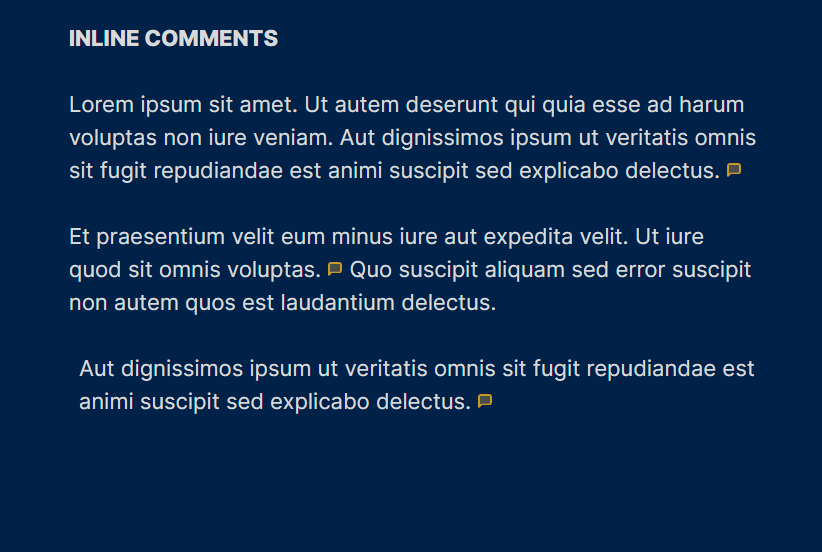 INLINE COMMENTS
Lorem ipsum sit amet. Ut autem deserunt qui quia esse ad harum
voluptas non iure veniam. Aut dignissimos ipsum ut veritatis omnis
sit fugit repudiandae est animi suscipit sed explicabo delectus.
Et praesentium velit eum minus iure aut expedita velit. Ut iure
quod sit omnis voluptas. Quo suscipit aliquam sed error suscipit
non autem quos est laudantium delectus.
Aut dignissimos ipsum ut veritatis omnis sit fugit repudiandae est
animi suscipit sed explicabo delectus.